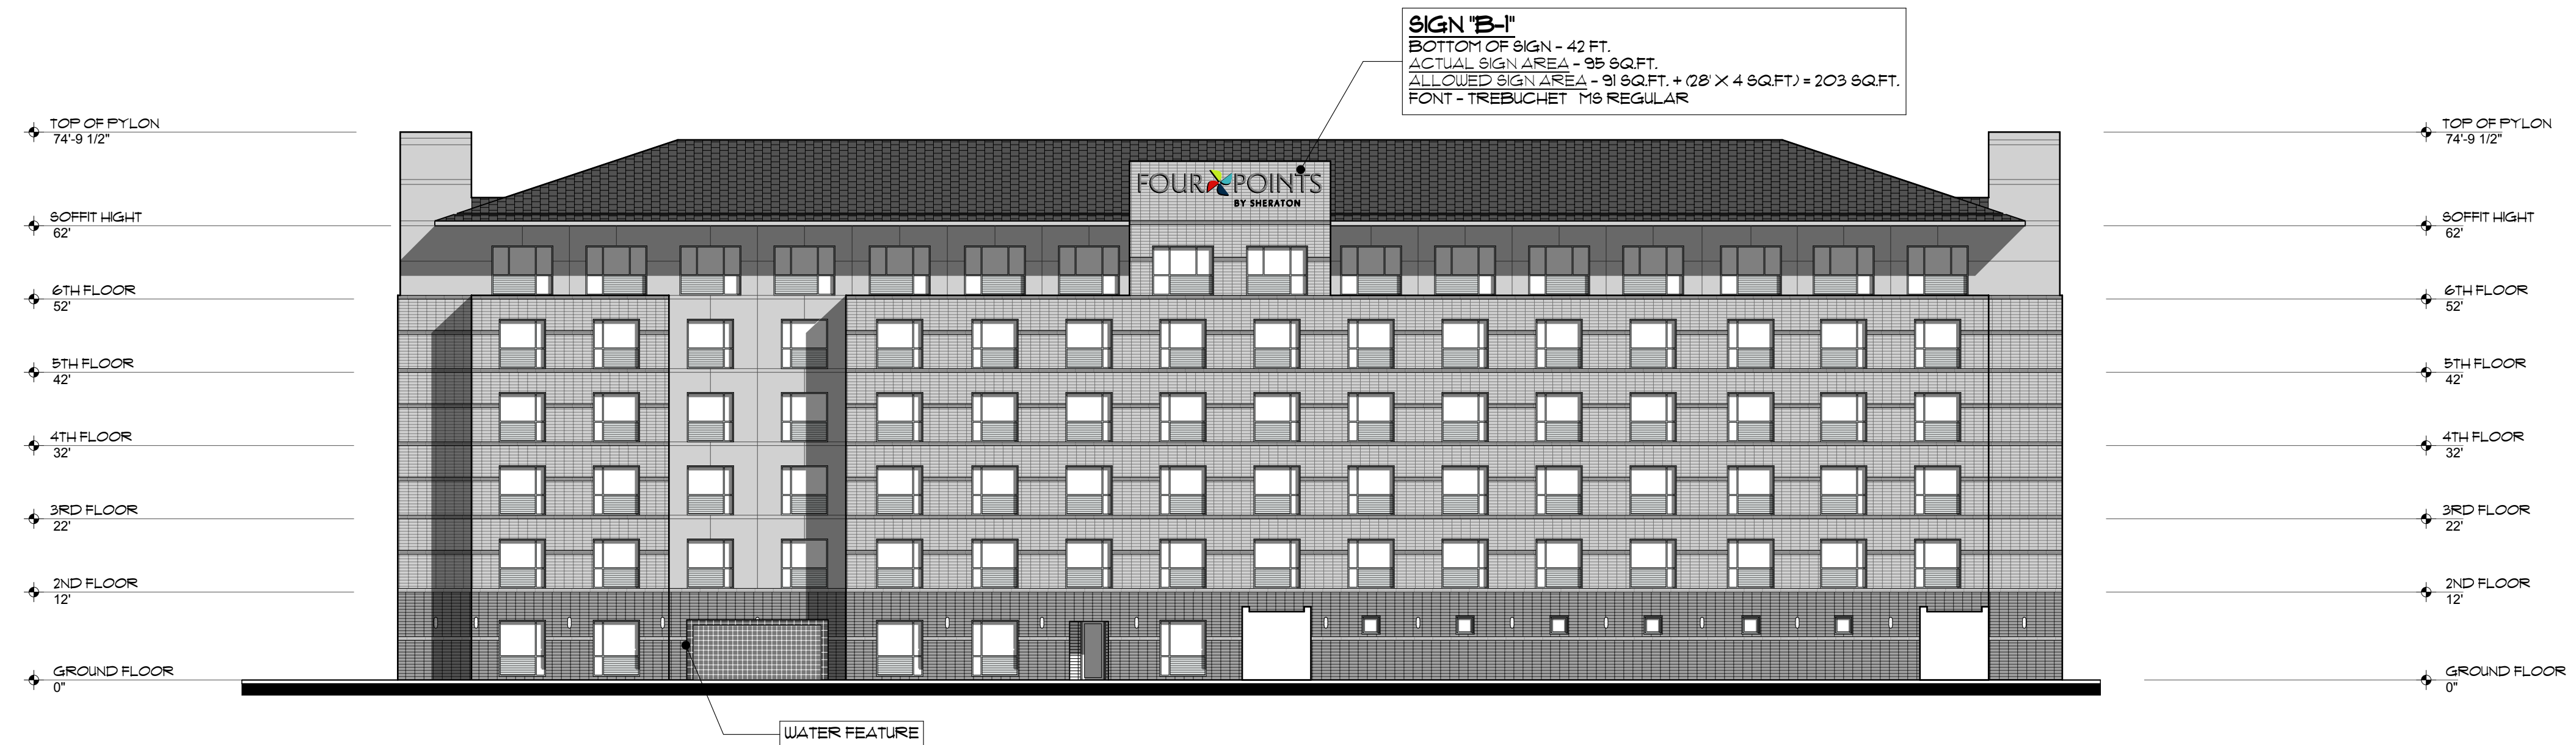 SIGN "B-1"
BOTTOM OF SIGN - 42 FT.
ACTUAL SIGN AREA - 95 SQ.FT.
ALLOWED SIGN AREA - 91 SQ.FT. + (28' X 4 SQ.FT) = 203 SQ.FT.
FONT - TREBUCHET MS REGULAR
TOP OF PYLON
74'-9 1/2"
TOP OF PYLON
74'-9 1/2"
FOUR POINTS
BY SHERATON
SOFFIT HIGHT
62'
SOFFIT HIGHT
62'
6TH FLOOR
52'
6TH FLOOR
52'
5TH FLOOR
42'
5TH FLOOR
42'
4TH FLOOR
32'
4TH FLOOR
32'
3RD FLOOR
22'
3RD FLOOR
22'
2ND FLOOR
12'
2ND FLOOR
12'
GROUND FLOOR
0"
GROUND FLOOR
0"
WATER FEATURE